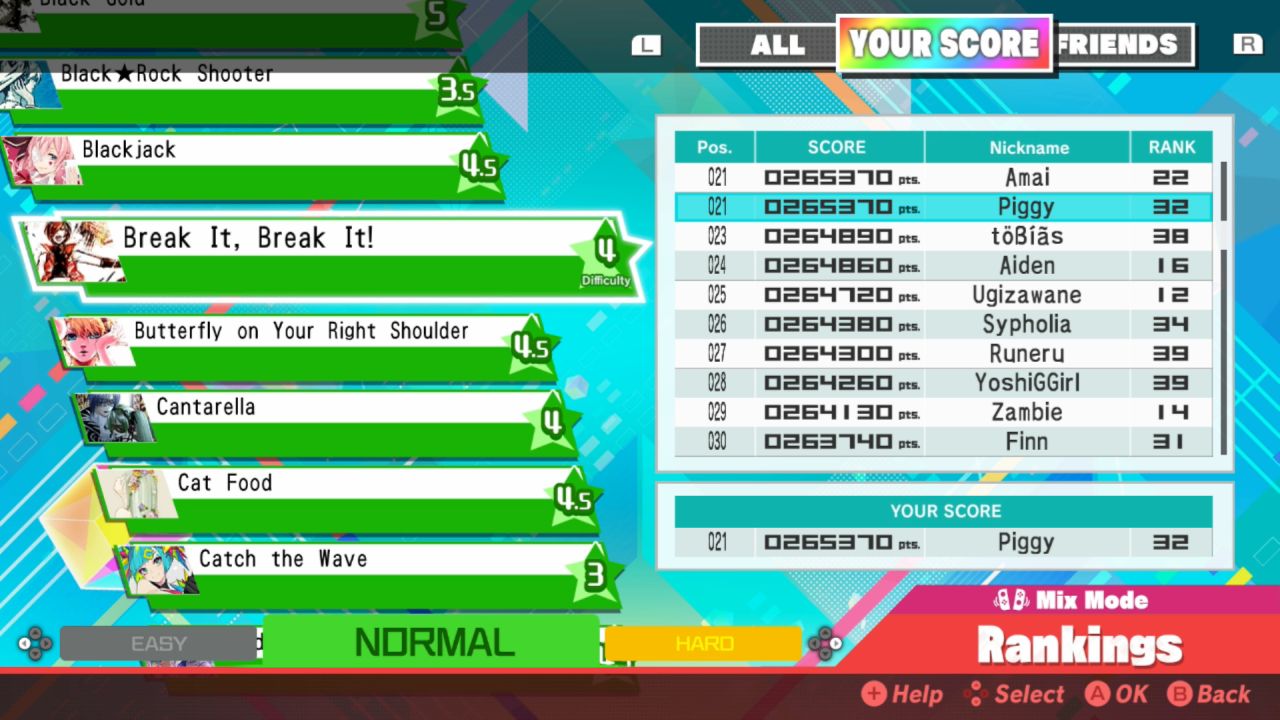 Black Gold
5
L
ALL
YOUR SCORE
FRIENDS
R
Black★Rock Shooter
3.5
Blackjack
4.5
Break It, Break It!
4
Difficulty
Butterfly on Your Right Shoulder
4.5
Cantarella
4
Cat Food
4.5
Catch the Wave
3
EASY
NORMAL
HARD
Pos. SCORE Nickname RANK
021 0265370 pts. Amai 22
021 0265370 pts. Piggy 32
023 0264890 pts. tößíãs 38
024 0264860 pts. Aiden 16
025 0264720 pts. Ugizawane 12
026 0264380 pts. Sypholia 34
027 0264300 pts. Runeru 39
028 0264260 pts. YoshiGGirl 39
029 0264130 pts. Zambie 14
030 0263740 pts. Finn 31
YOUR SCORE
021 0265370 pts. Piggy 32
Mix Mode
Rankings
+ Help Select A OK B Back